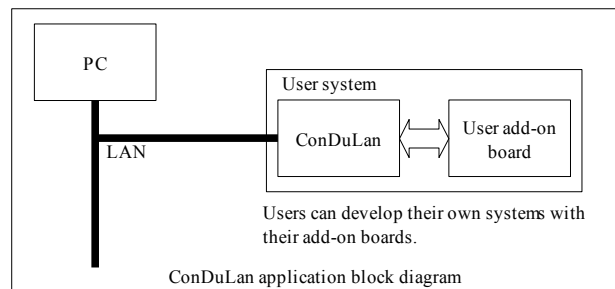 PC
User system
ConDuLan
User add-on
board
LAN
Users can develop their own systems with
their add-on boards.
ConDuLan application block diagram